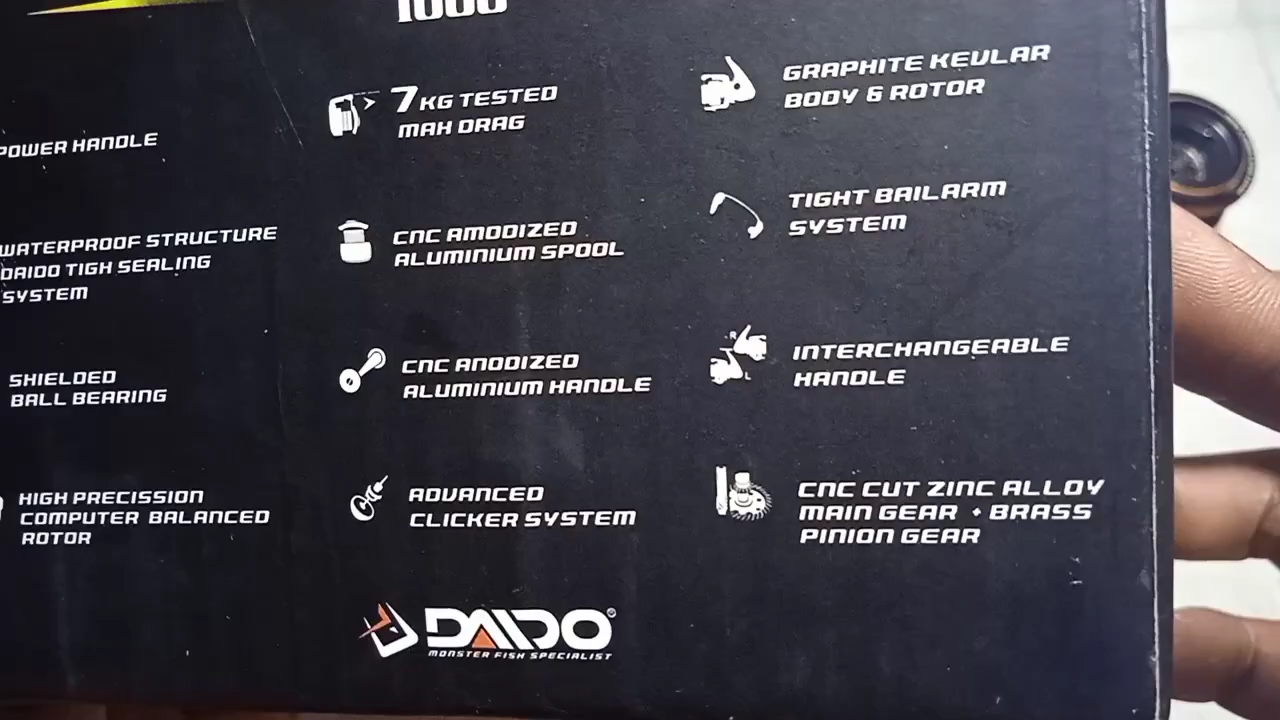 1000
POWER HANDLE
WATERPROOF STRUCTURE
DAIDO TIGH SEALING
SYSTEM
SHIELDED
BALL BEARING
HIGH PRECISSION
COMPUTER BALANCED
ROTOR
7KG TESTED
MAH DRAG
CNC AMODIZED
ALUMINIUM SPOOL
CNC ANODIZED
ALUMINIUM HANDLE
ADVANCED
CLICKER SYSTEM
GRAPHITE KEVLAR
BODY & ROTOR
TIGHT BAILARM
SYSTEM
R
L
INTERCHANGEABLE
HANDLE
CNC CUT ZINC ALLOY
MAIN GEAR + BRASS
PINION GEAR
DAIDO®
MONSTER FISH SPECIALIST